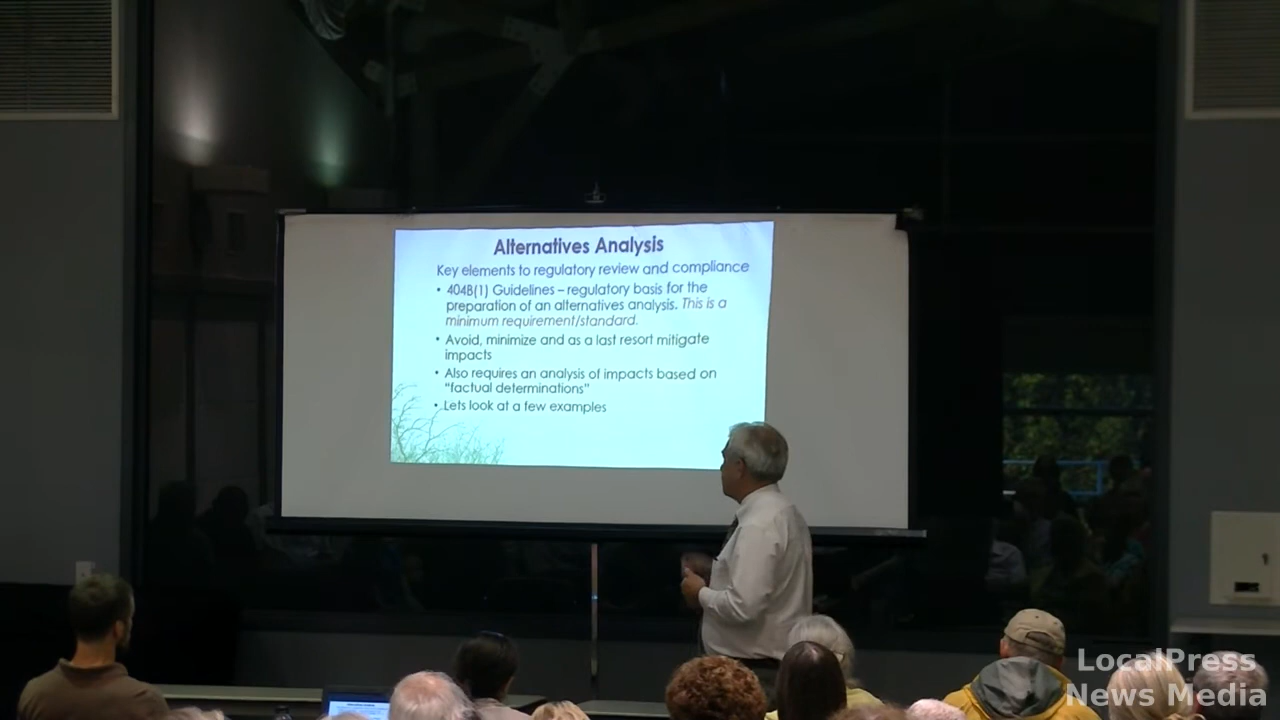 Alternatives Analysis
Key elements to regulatory review and compliance
• 404B(1) Guidelines – regulatory basis for the
preparation of an alternatives analysis. This is a
minimum requirement/standard.
• Avoid, minimize and as a last resort mitigate
impacts
• Also requires an analysis of impacts based on
"factual determinations"
• Lets look at a few examples
LocalPress
News Media